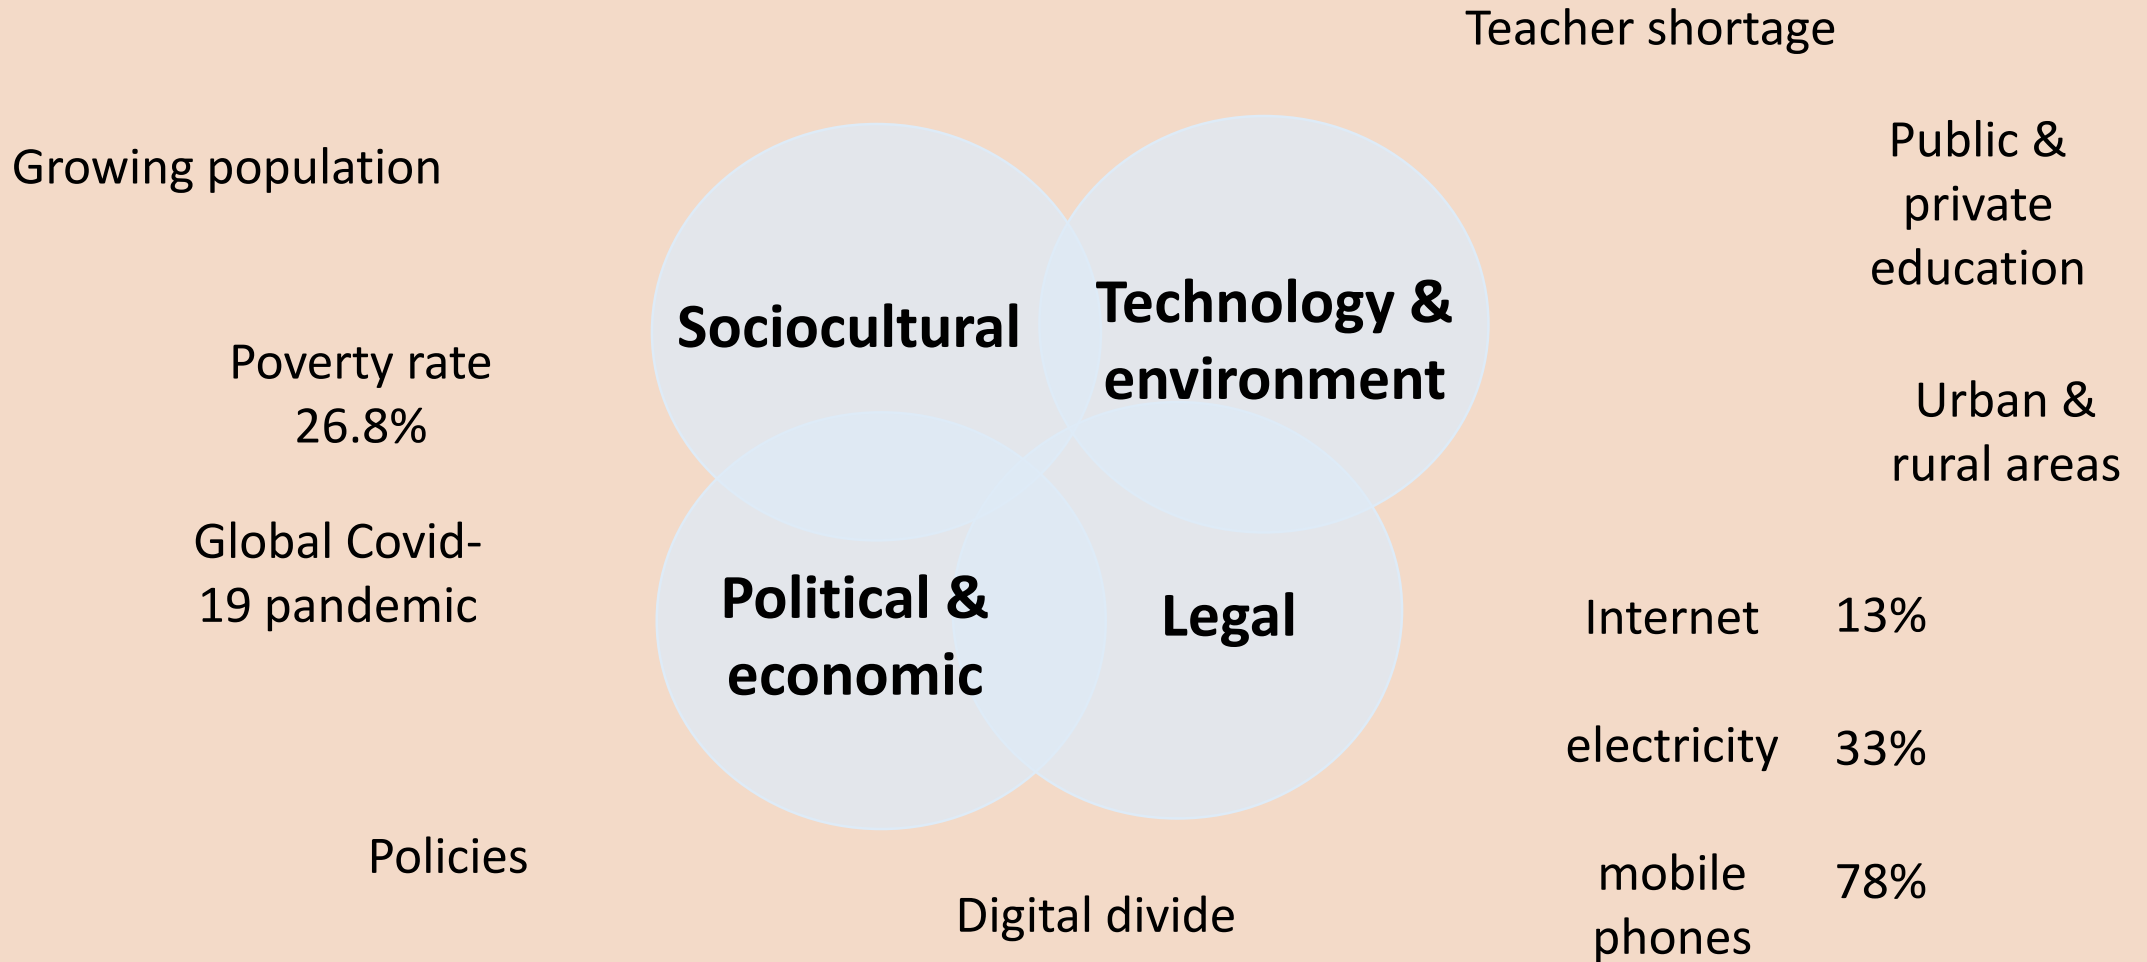 Teacher shortage
Growing population
Public &
private
education
Sociocultural
Technology &
environment
Poverty rate
26.8%
Urban &
rural areas
Global Covid-
19 pandemic
Political &
economic
Legal
Internet 13%
electricity 33%
Policies
mobile
phones
78%
Digital divide